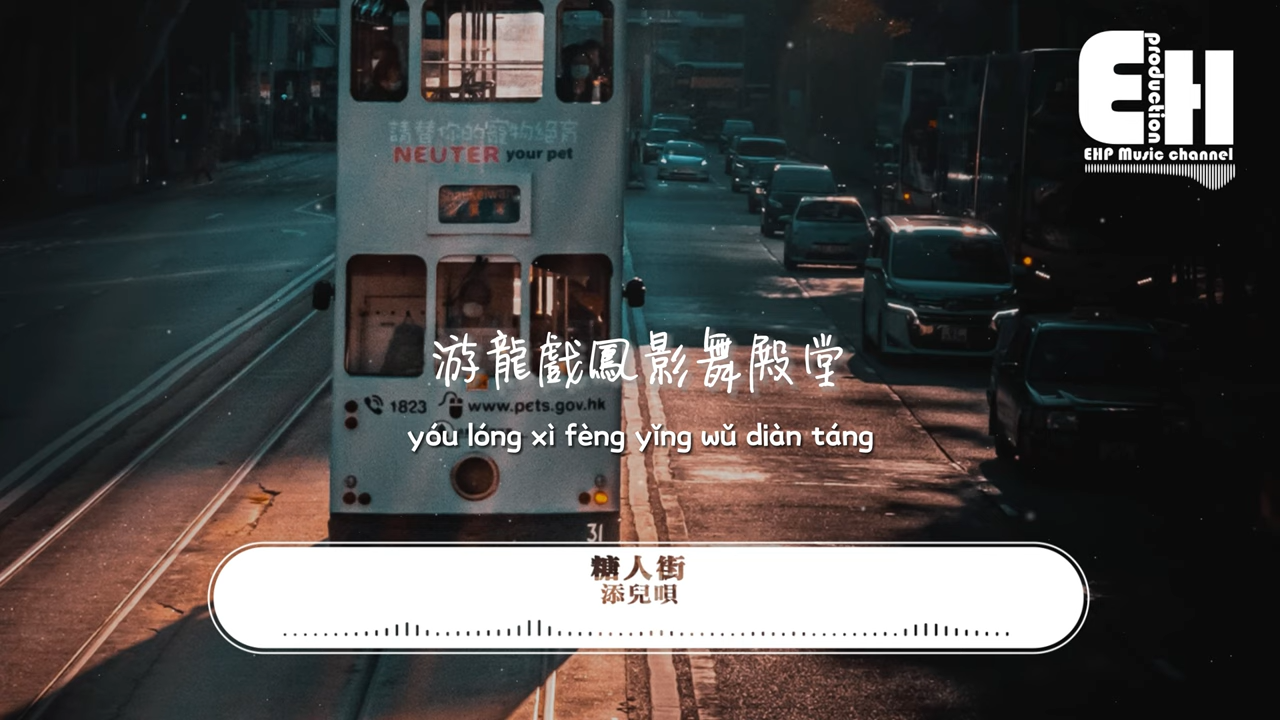 production
EH
EHP Music channel
請替你的寵物絕育
NEUTER your pet
游龍戲鳳影舞殿堂
1823 www.pets.gov.hk
yóu lóng xì fèng yǐng wǔ diàn táng
31
糖人街
添兒唄